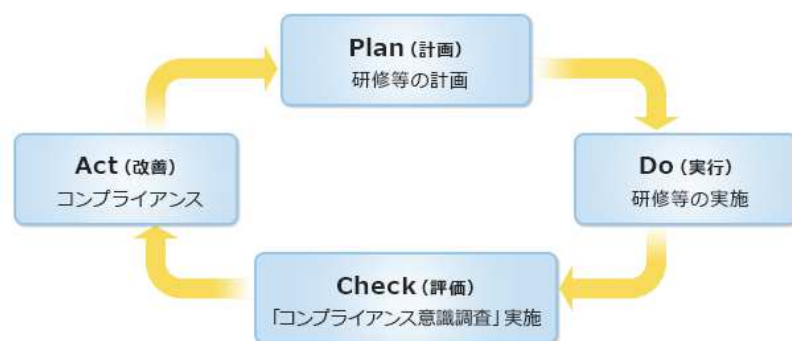 Plan（計画）
研修等の計画
Act（改善）
コンプライアンス
Do（実行）
研修等の実施
Check（評価）
「コンプライアンス意識調査」実施